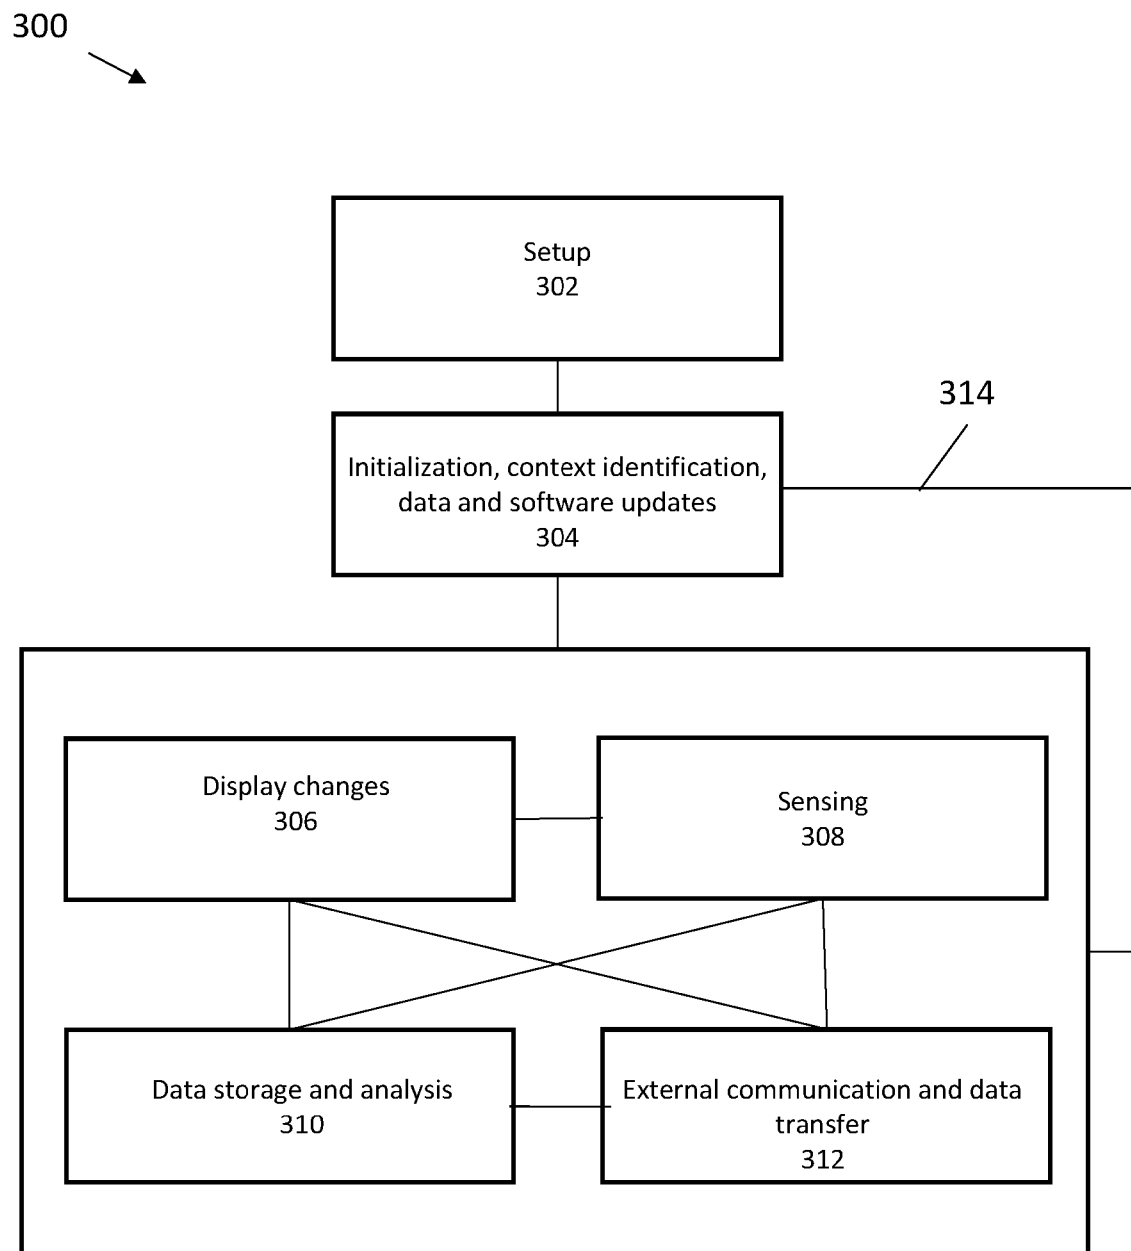 300
Setup
302
314
Initialization, context identification,
data and software updates
304
Display changes
306
Sensing
308
Data storage and analysis
310
External communication and data
transfer
312